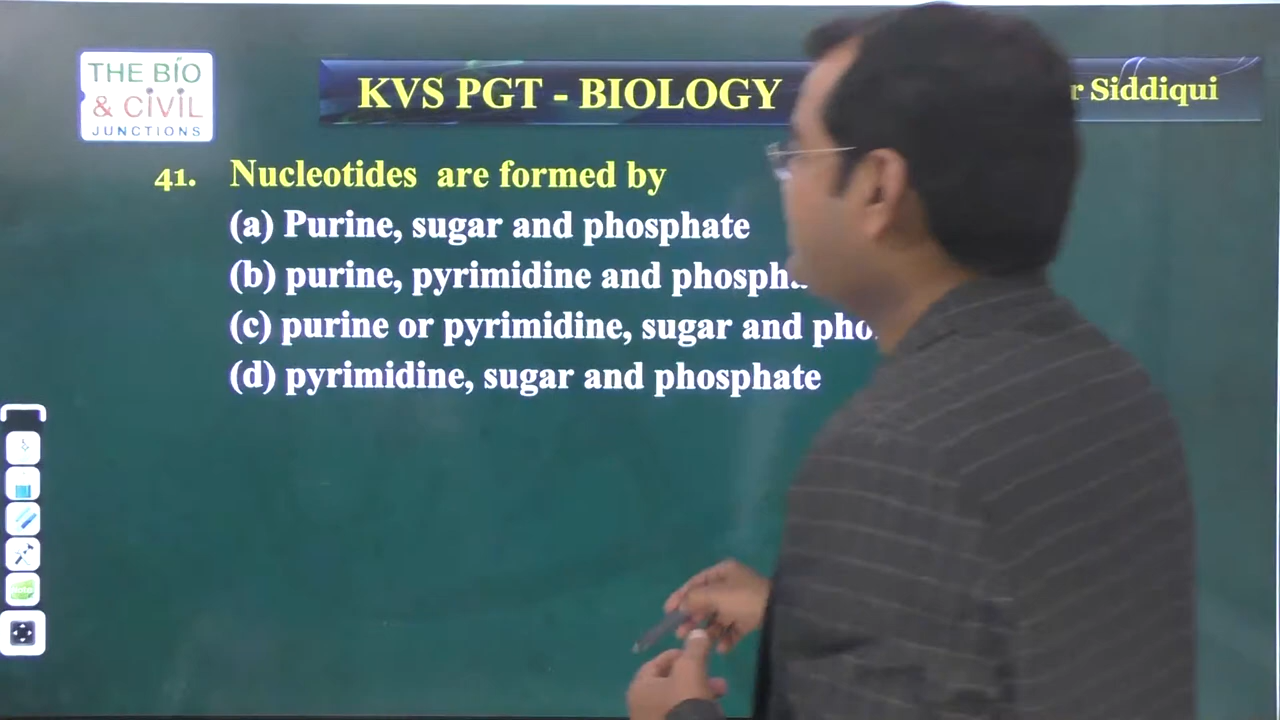 THE BIO
& CIVIL
JUNCTIONS
KVS PGT - BIOLOGY
Siddiqui
41. Nucleotides are formed by
(a) Purine, sugar and phosphate
(b) purine, pyrimidine and
(c) purine or pyrimidine, sugar and
(d) pyrimidine, sugar and phosphate